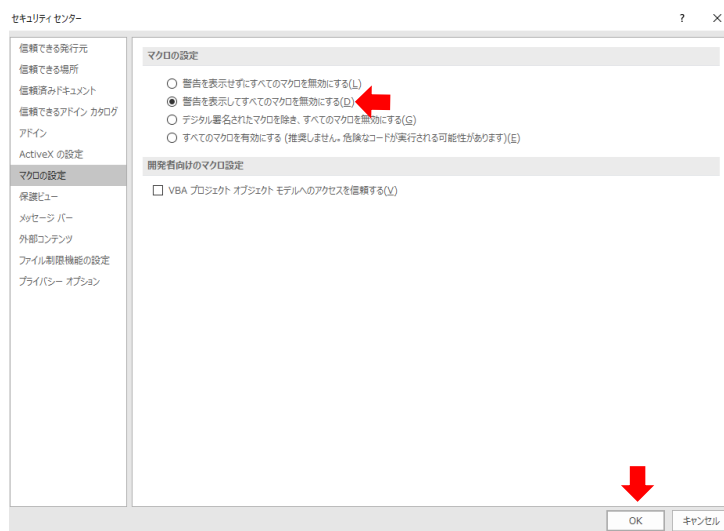 セキュリティ センター
? ×
信頼できる発行元
信頼できる場所
信頼済みドキュメント
信頼できるアドイン カタログ
アドイン
ActiveX の設定
マクロの設定
保護ビュー
メッセージ バー
外部コンテンツ
ファイル制限機能の設定
プライバシー オプション
マクロの設定
警告を表示せずにすべてのマクロを無効にする(L)
警告を表示してすべてのマクロを無効にする(D)
デジタル署名されたマクロを除き、すべてのマクロを無効にする(G)
すべてのマクロを有効にする (推奨しません。危険なコードが実行される可能性があります)(E)
開発者向けのマクロ設定
VBA プロジェクト オブジェクト モデルへのアクセスを信頼する(V)
OK
キャンセル